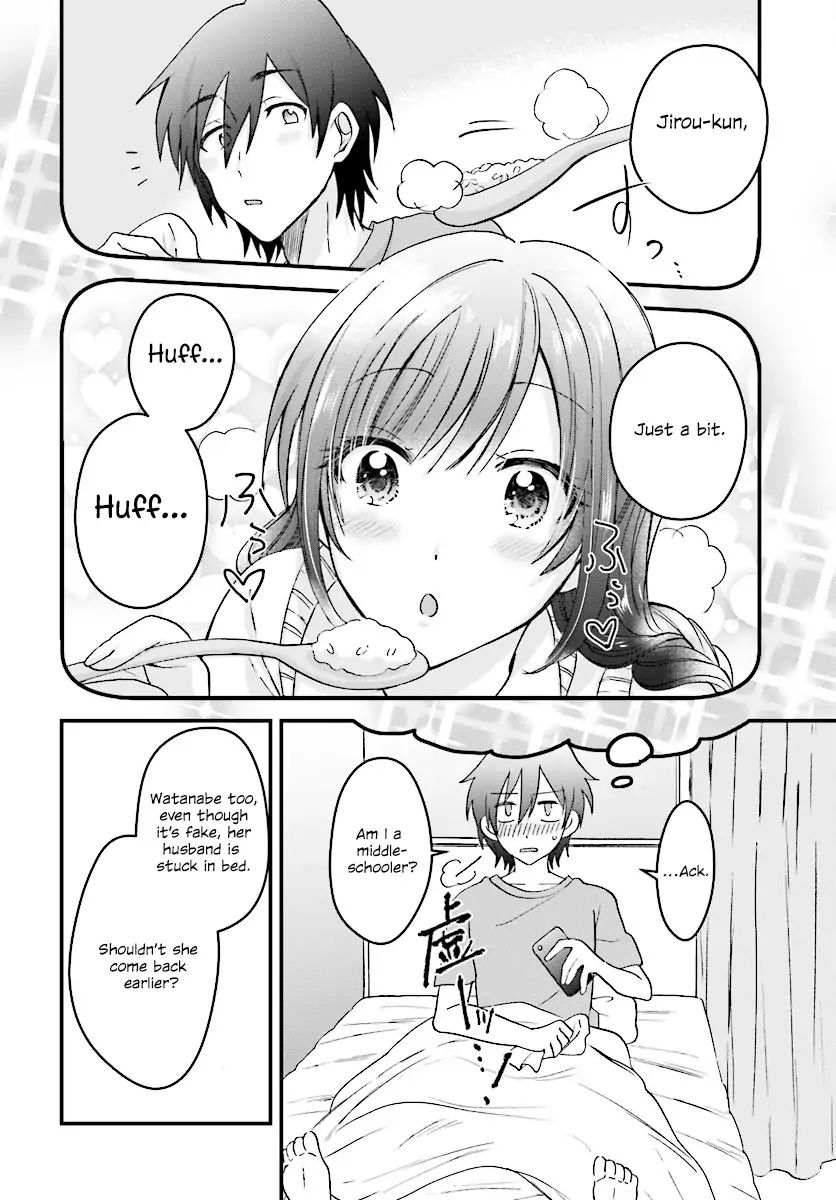 Jirou-kun,
すっ
Just a bit.
Huff...
Huff...
ふぅ
ふぅ
...Ack.
Am I a
middle-
schooler?
虚ッ...
Watanabe too,
even though
it's fake, her
husband is
stuck in bed.
Shouldn't she
come back
earlier?